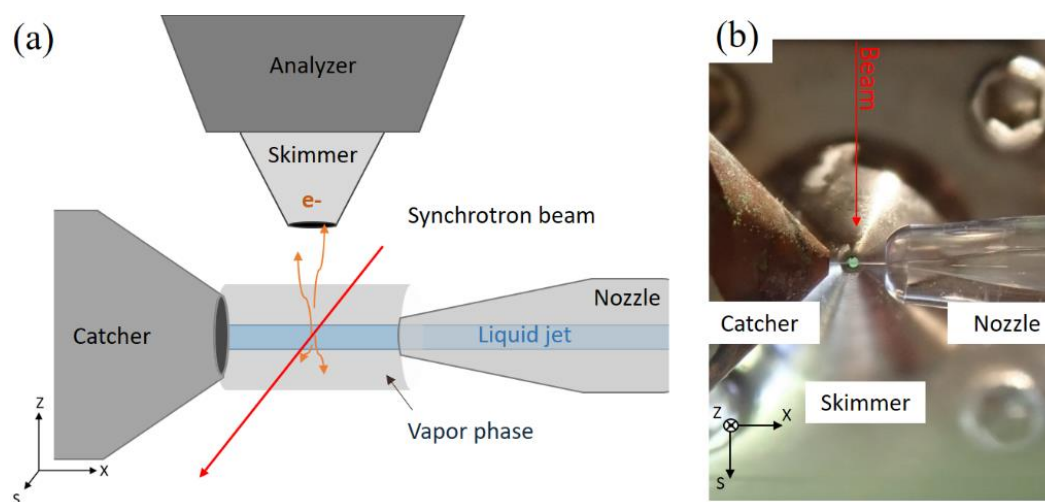 (a)
Analyzer
Skimmer
e-
Synchrotron beam
Nozzle
Catcher
Liquid jet
Vapor phase
Z
X
S
(b)
Beam
Catcher
Nozzle
Skimmer
Z
X
S